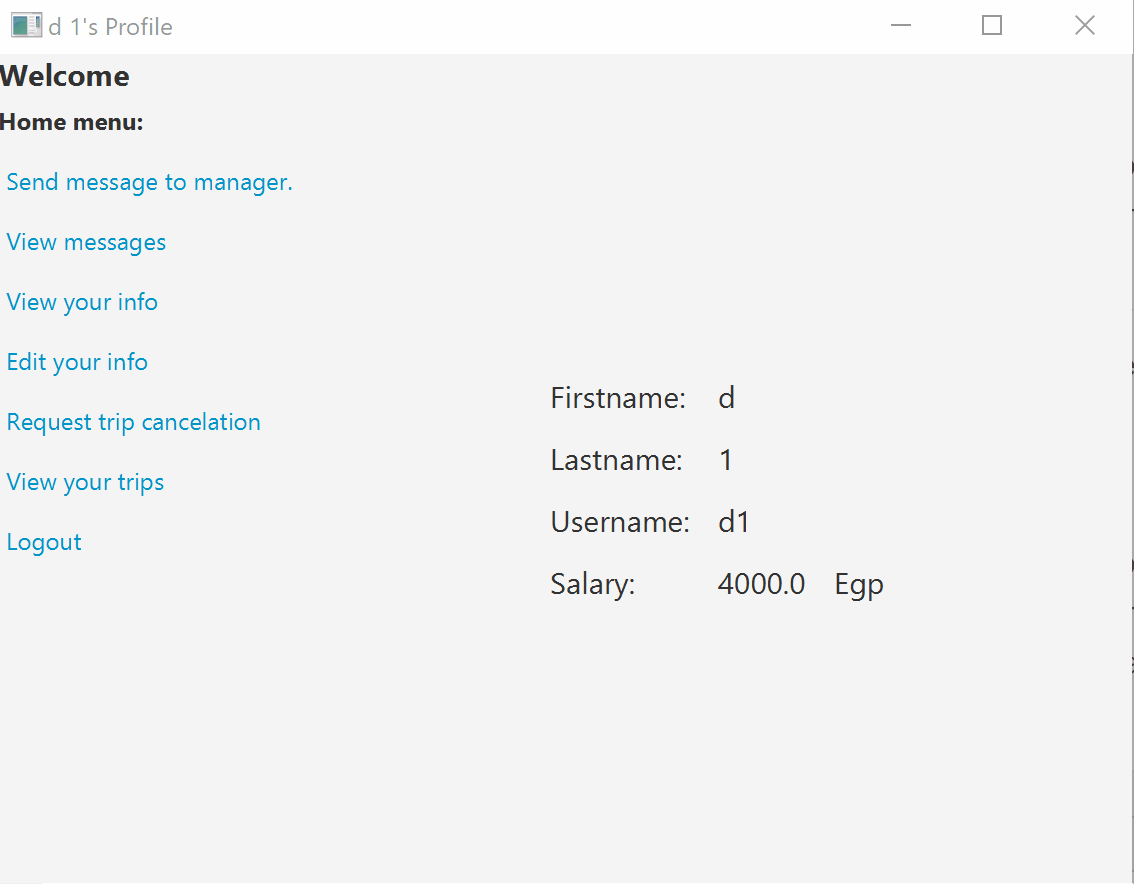 d 1's Profile
Welcome
Home menu:
Send message to manager.
View messages
View your info
Edit your info
Request trip cancelation
View your trips
Logout
Firstname: d
Lastname: 1
Username: d1
Salary: 4000.0 Egp